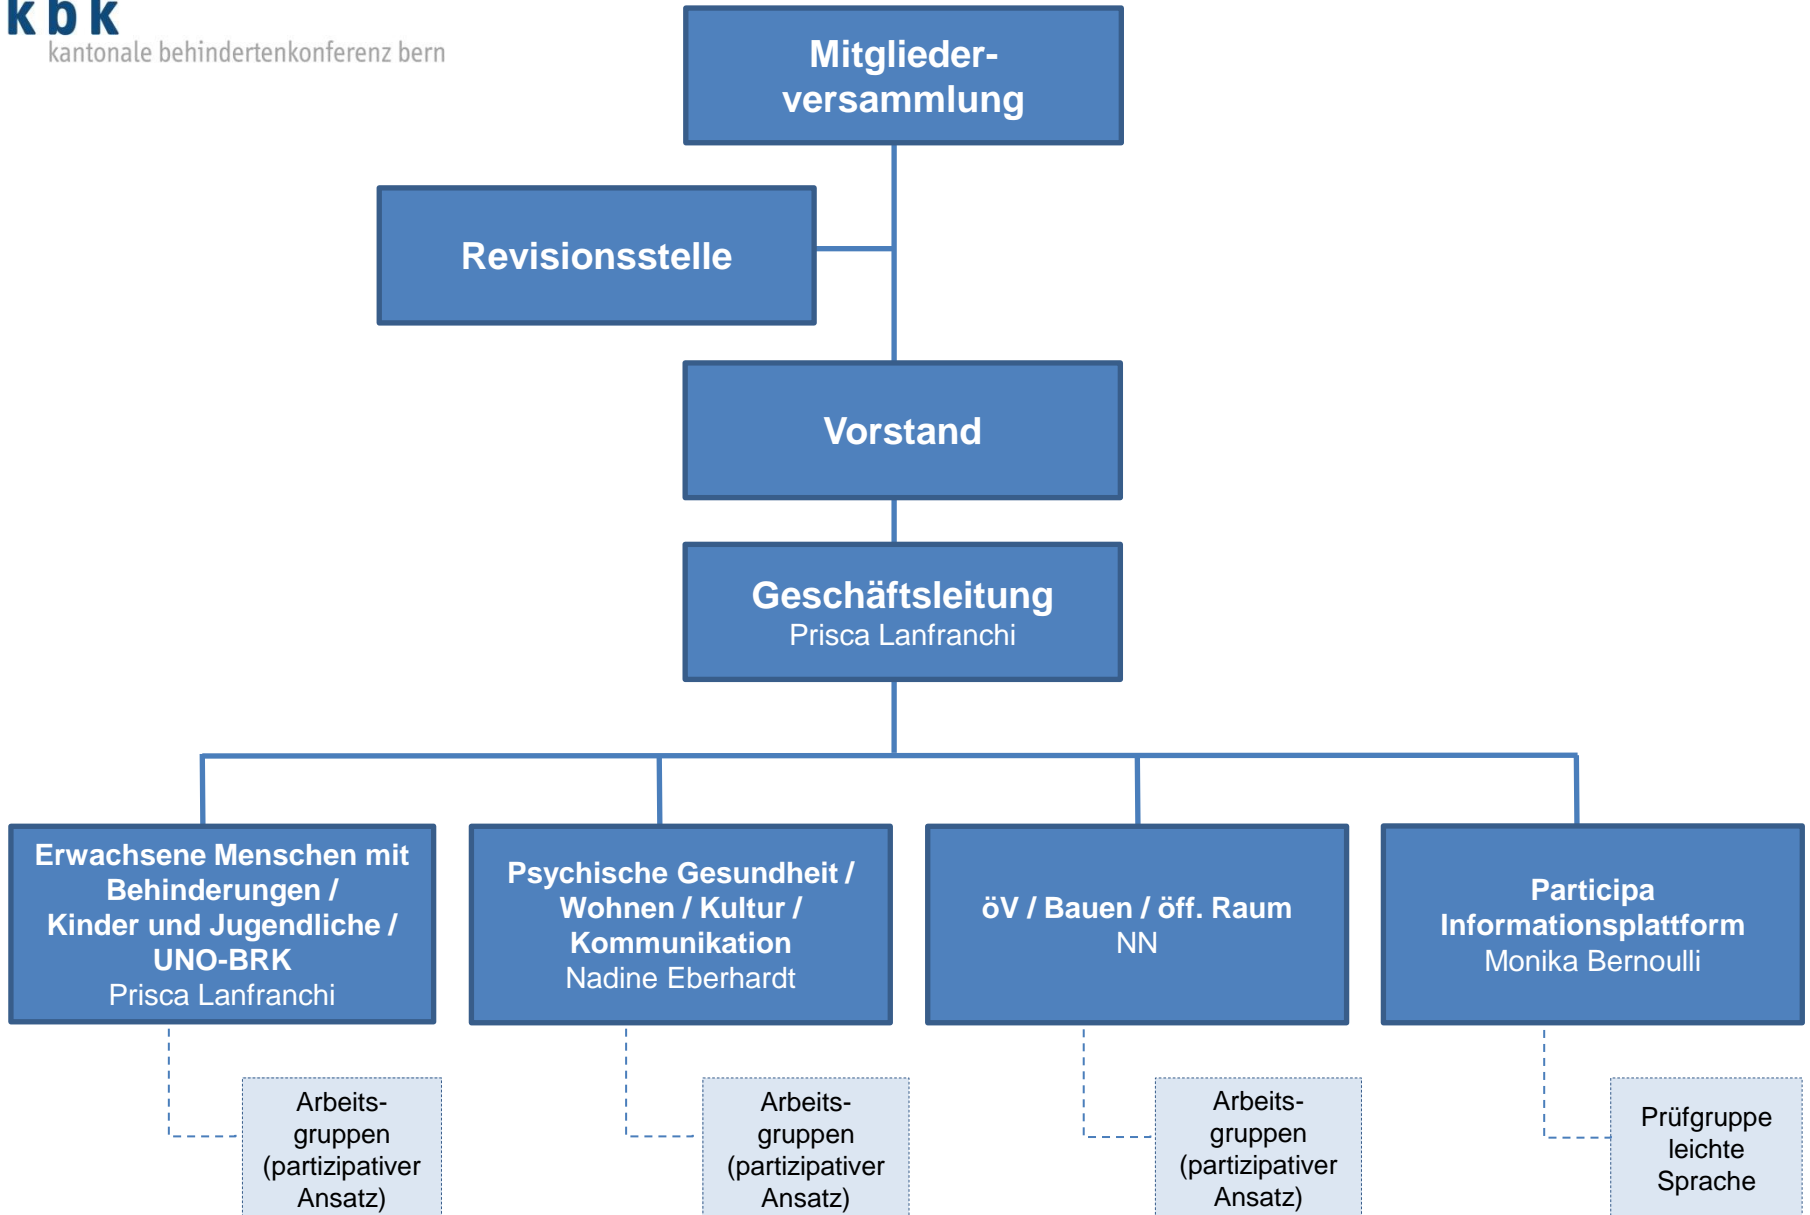 kbk
kantonale behindertenkonferenz bern
Mitglieder-
versammlung
Revisionsstelle
Vorstand
Geschäftsleitung
Prisca Lanfranchi
Erwachsene Menschen mit
Behinderungen /
Kinder und Jugendliche /
UNO-BRK
Prisca Lanfranchi
Psychische Gesundheit /
Wohnen / Kultur /
Kommunikation
Nadine Eberhardt
öV / Bauen / öff. Raum
NN
Participa
Informationsplattform
Monika Bernoulli
Arbeits-
gruppen
(partizipativer
Ansatz)
Arbeits-
gruppen
(partizipativer
Ansatz)
Arbeits-
gruppen
(partizipativer
Ansatz)
Prüfgruppe
leichte
Sprache